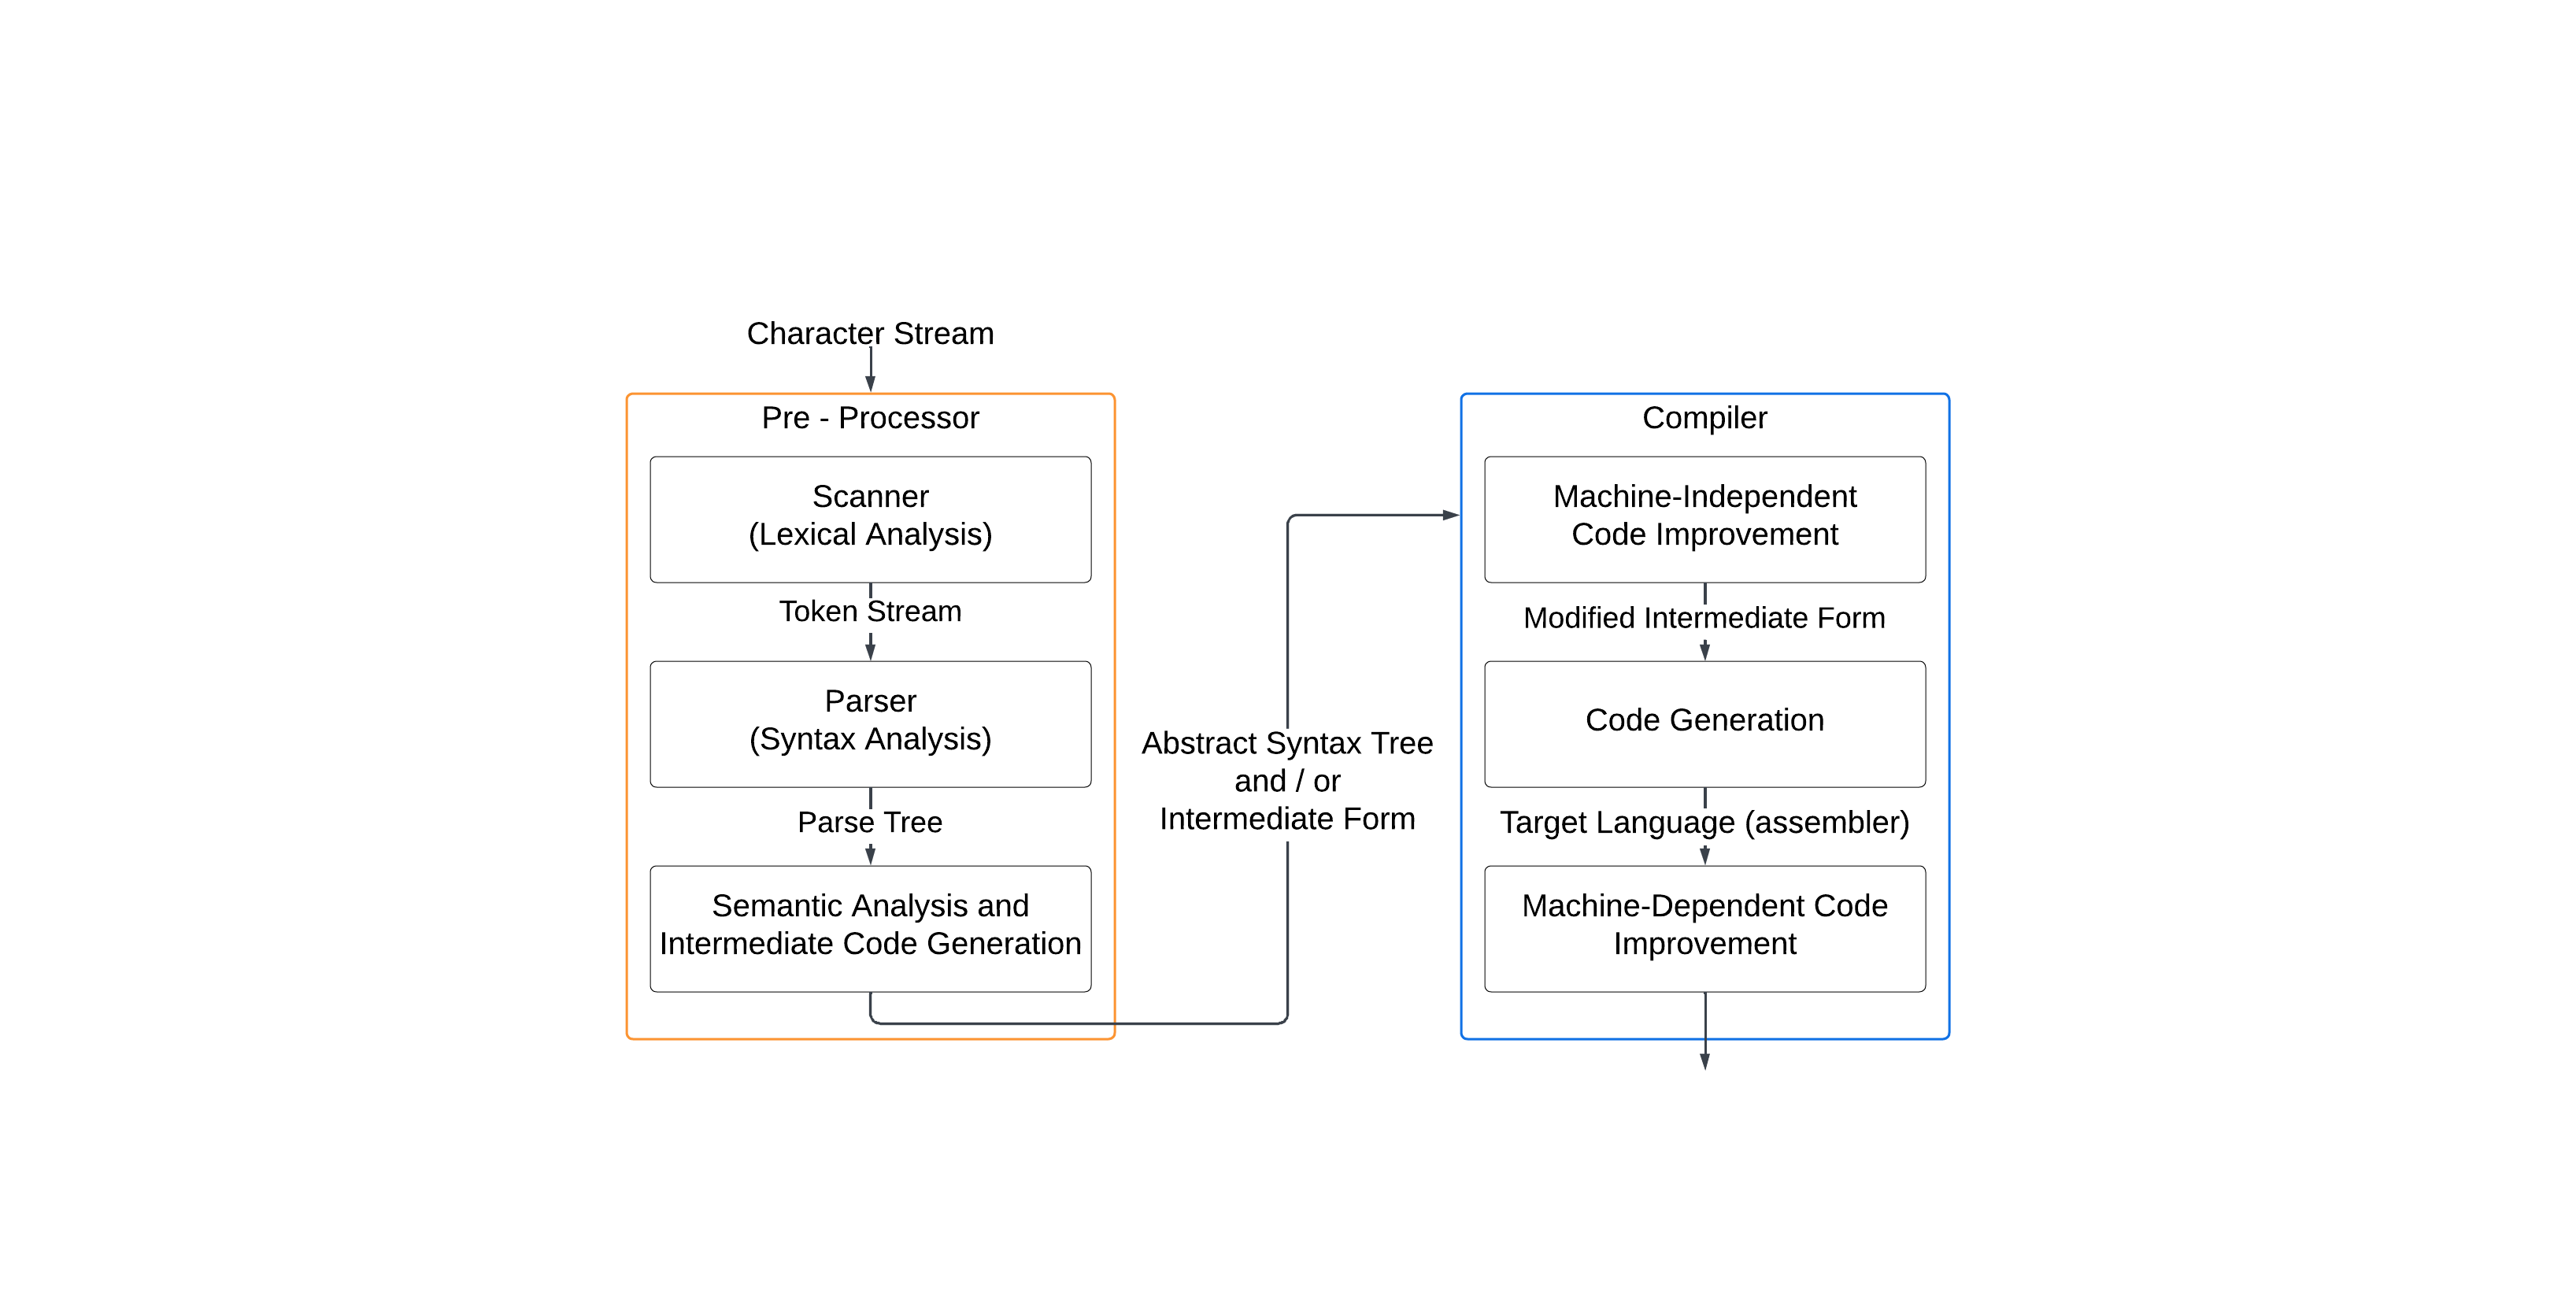 Character Stream
Pre - Processor
Scanner
(Lexical Analysis)
Token Stream
Parser
(Syntax Analysis)
Parse Tree
Semantic Analysis and
Intermediate Code Generation
Abstract Syntax Tree
and / or
Intermediate Form
Compiler
Machine-Independent
Code Improvement
Modified Intermediate Form
Code Generation
Target Language (assembler)
Machine-Dependent Code
Improvement